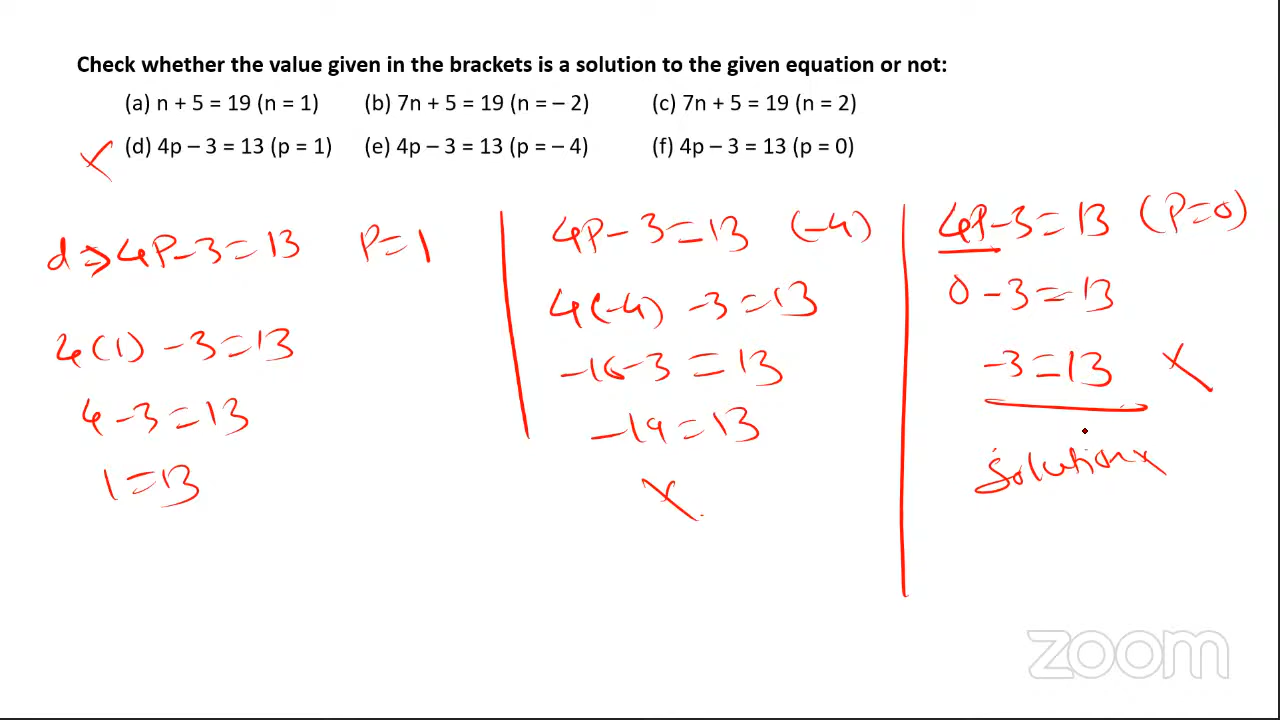 Check whether the value given in the brackets is a solution to the given equation or not:
(a) n + 5 = 19 (n = 1) (b) 7n + 5 = 19 (n = – 2) (c) 7n + 5 = 19 (n = 2)
(d) 4p – 3 = 13 (p = 1) (e) 4p – 3 = 13 (p = – 4) (f) 4p – 3 = 13 (p = 0)
d => 4P - 3 = 13 P = 1
4(1) - 3 = 13
4 - 3 = 13
1 = 13
4P - 3 = 13 (-4)
4(-4) - 3 = 13
-16-3 = 13
-19 = 13
x
4P - 3 = 13 (P=0)
0 - 3 = 13
-3 = 13 x
Solution x
zoom